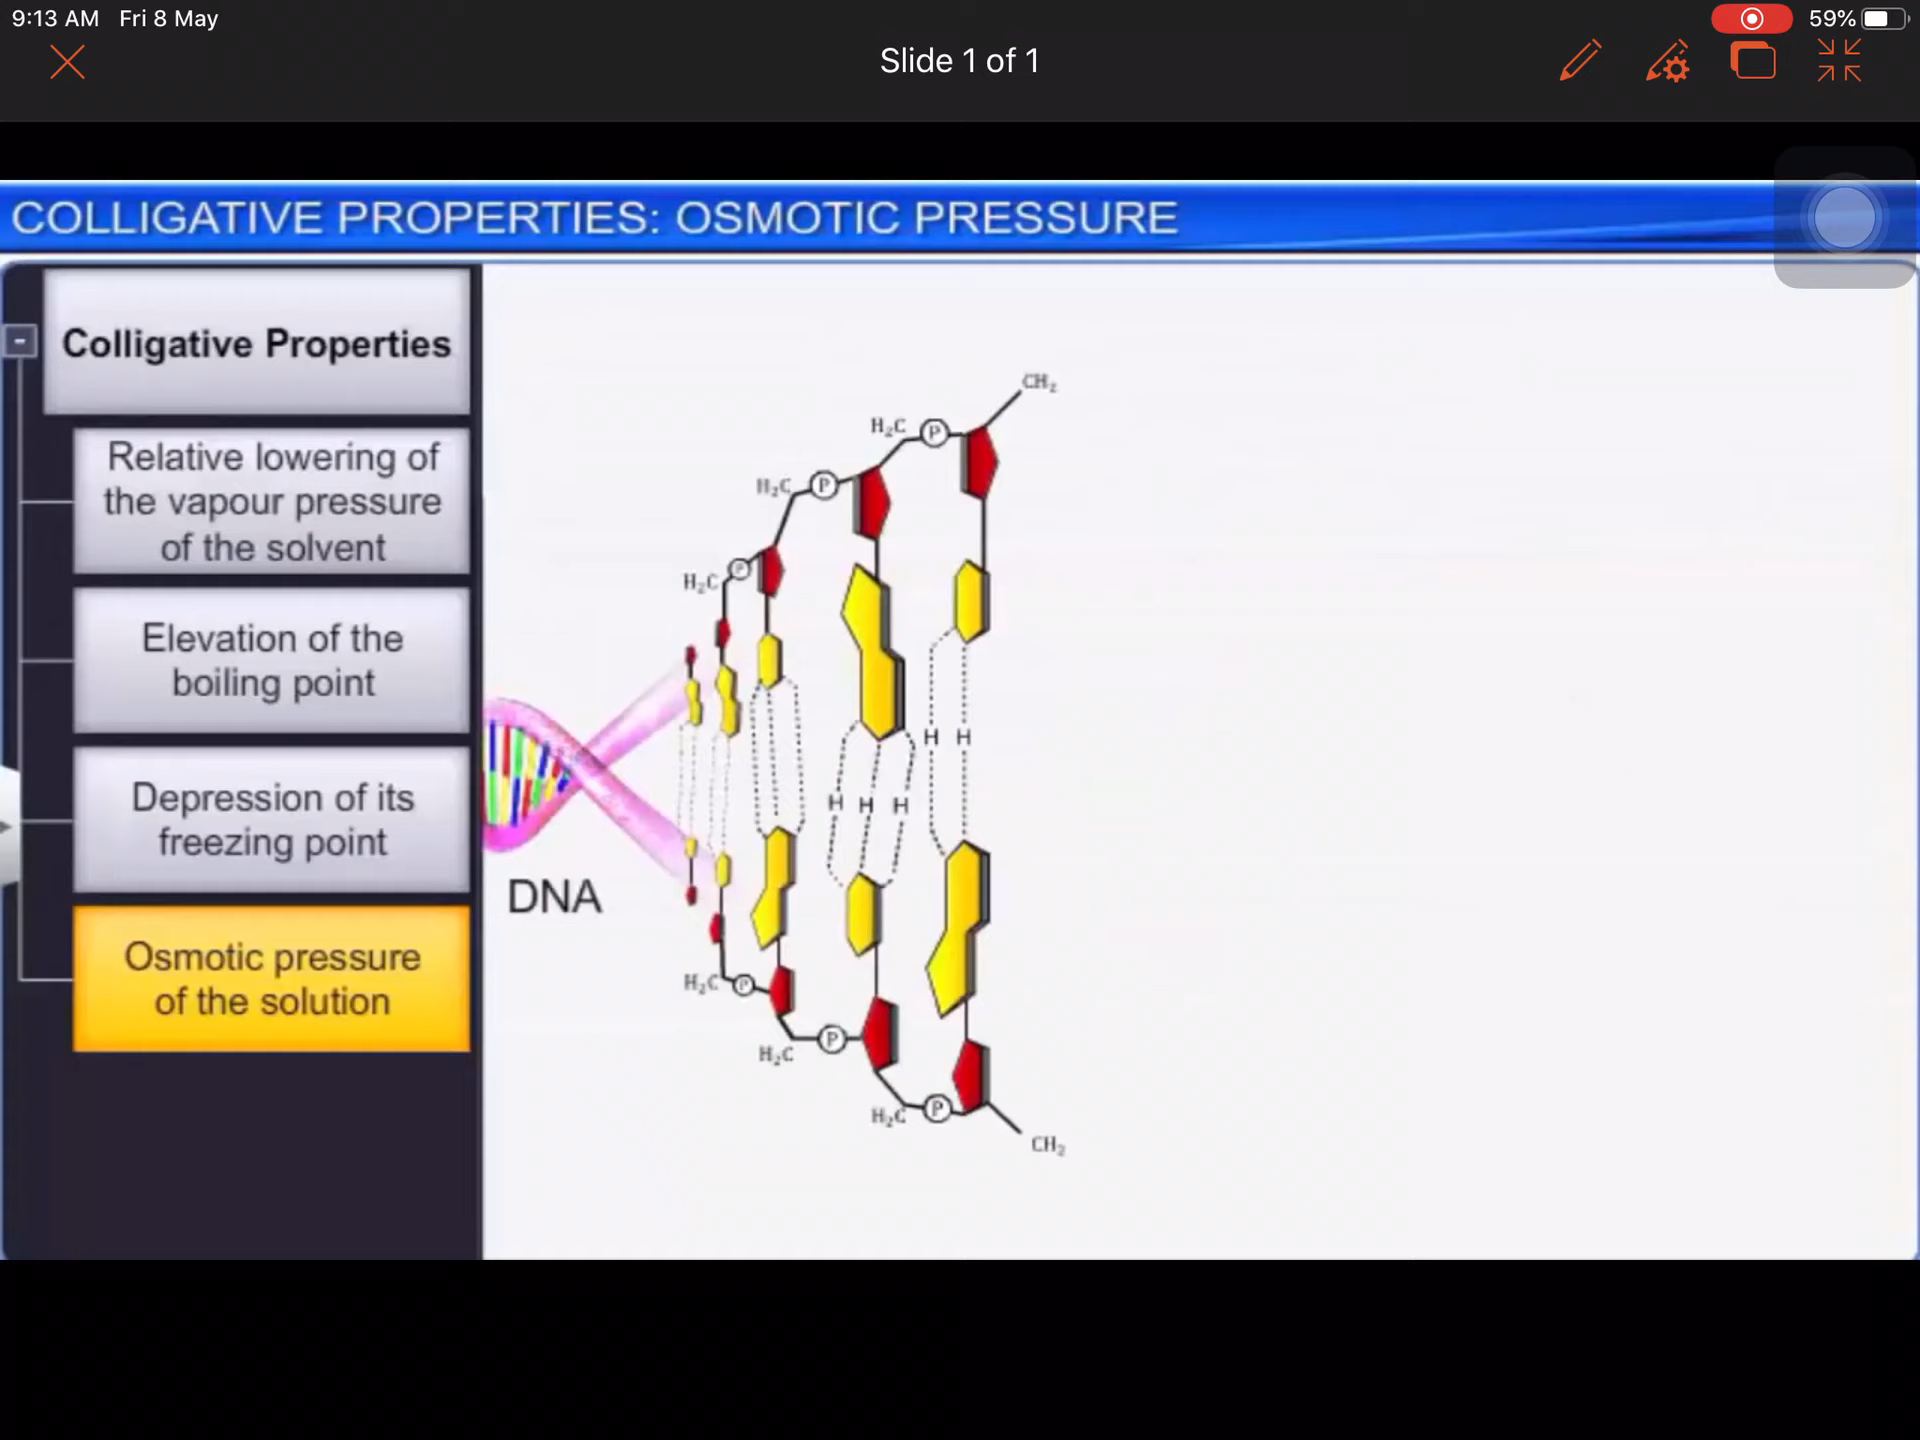 9:13 AM Fri 8 May
59%
Slide 1 of 1
COLLIGATIVE PROPERTIES: OSMOTIC PRESSURE
Colligative Properties
Relative lowering of
the vapour pressure
of the solvent
Elevation of the
boiling point
Depression of its
freezing point
Osmotic pressure
of the solution
CH₂
H₂C P
H₂C P
H₂C P
H H
H H H
DNA
H₂C P
H₂C P
H₂C P
CH₂